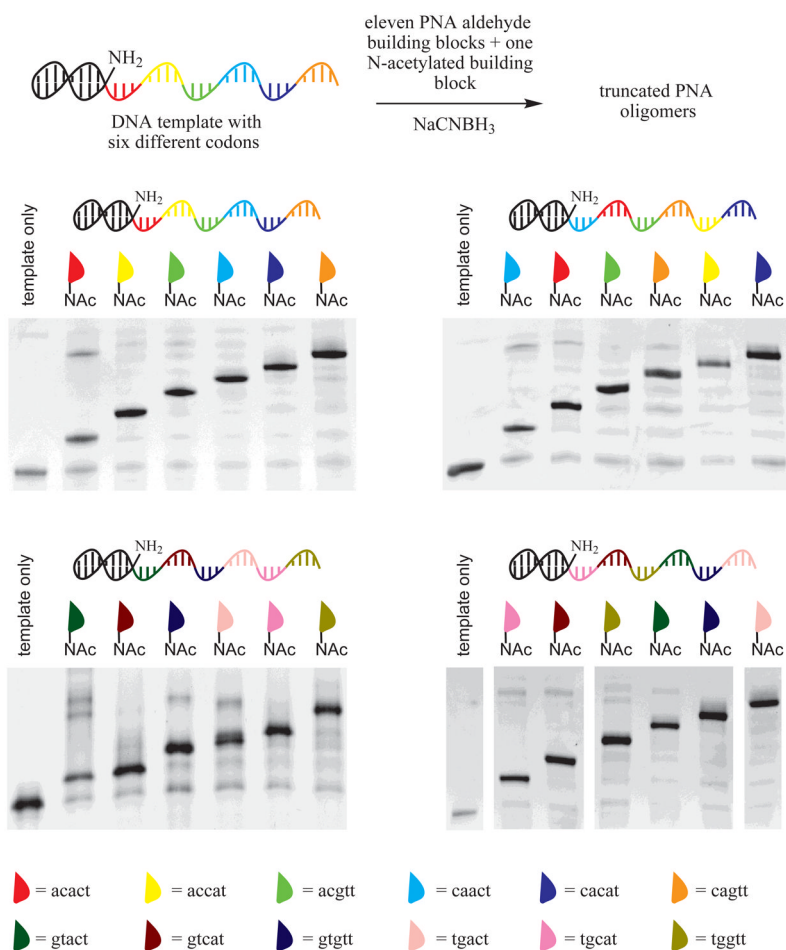 eleven PNA aldehyde
building blocks + one
N-acetylated building
block
NH2
NaCNBH3
DNA template with
six different codons
truncated PNA
oligomers
template only
NH2
NAc NAc NAc NAc NAc NAc
template only
NH2
NAc NAc NAc NAc NAc NAc
template only
NH2
NAc NAc NAc NAc NAc NAc
template only
NH2
NAc NAc NAc NAc NAc NAc
= acact = accat = acgtt = caact = cacat = cagtt
= gtact = gtcat = gtgtt = tgact = tgcat = tggtt